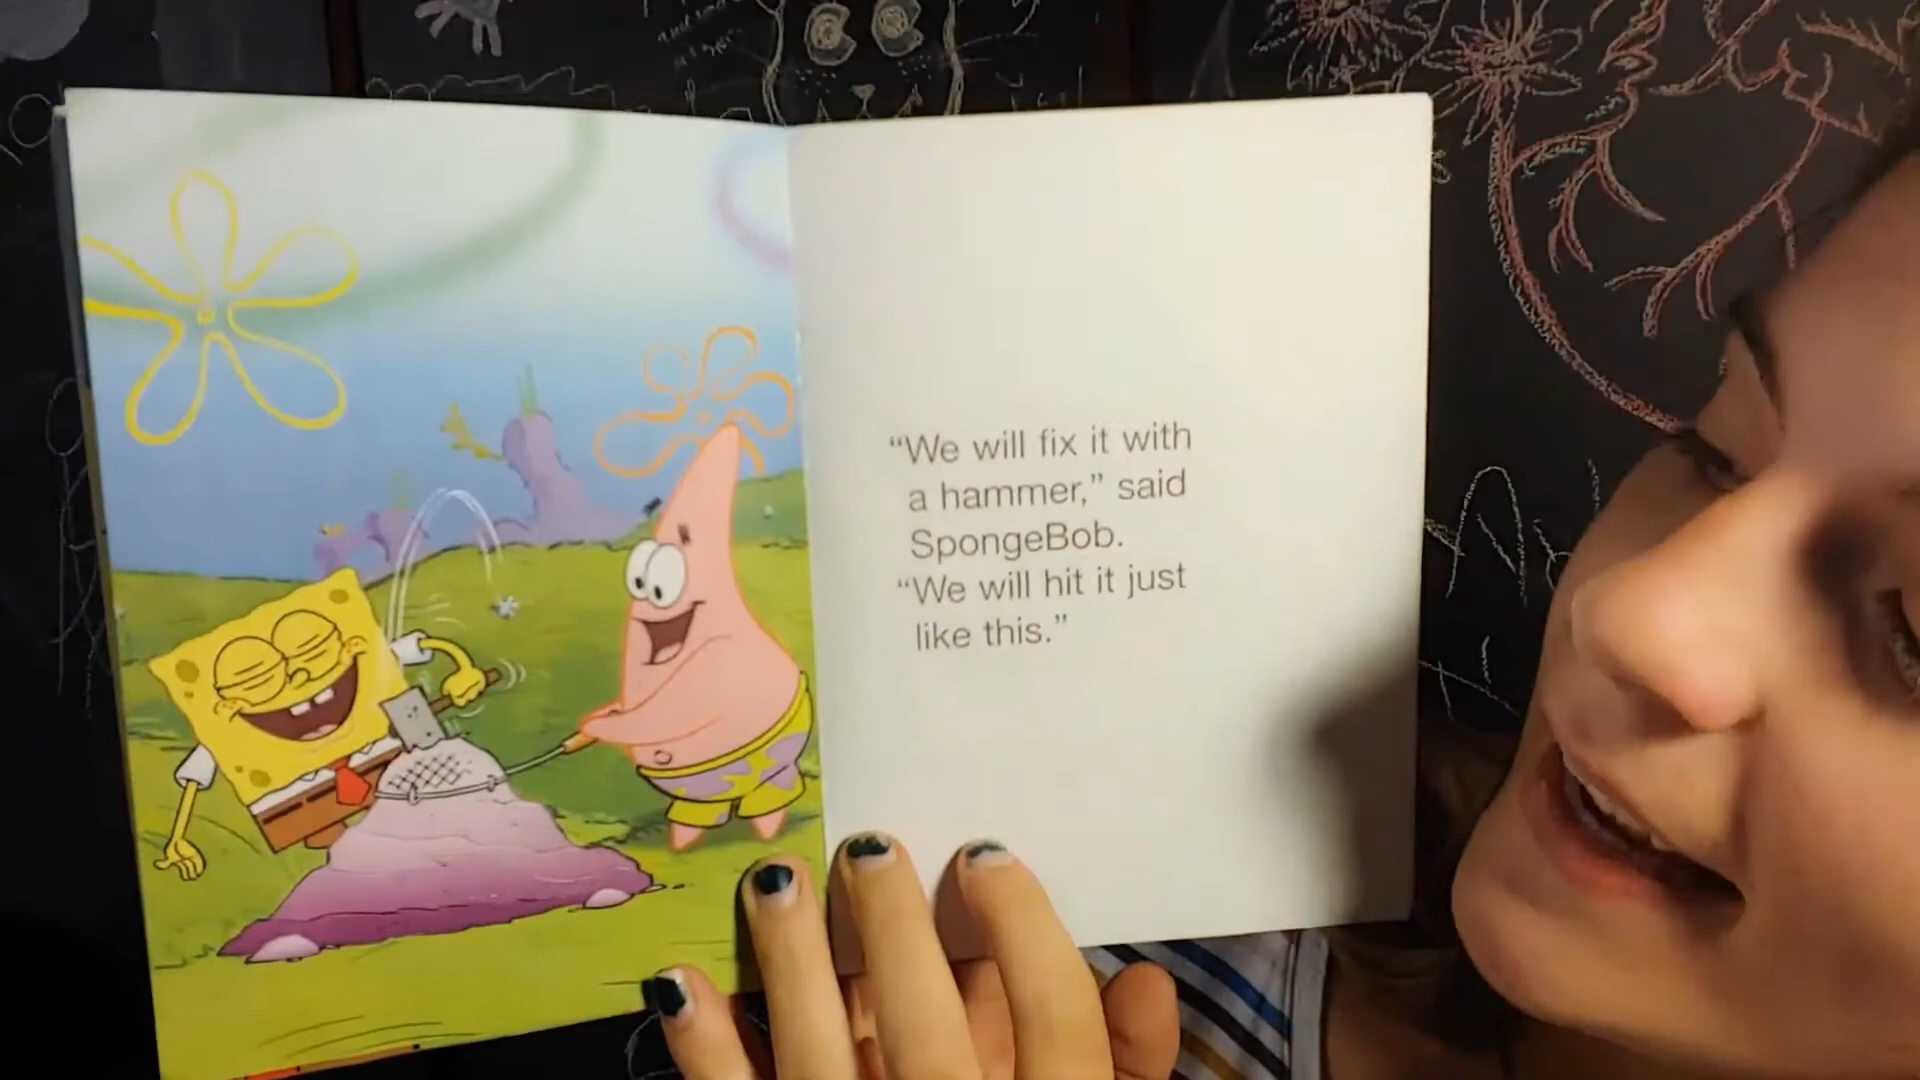 “We will fix it with
a hammer,” said
SpongeBob.
“We will hit it just
like this.”